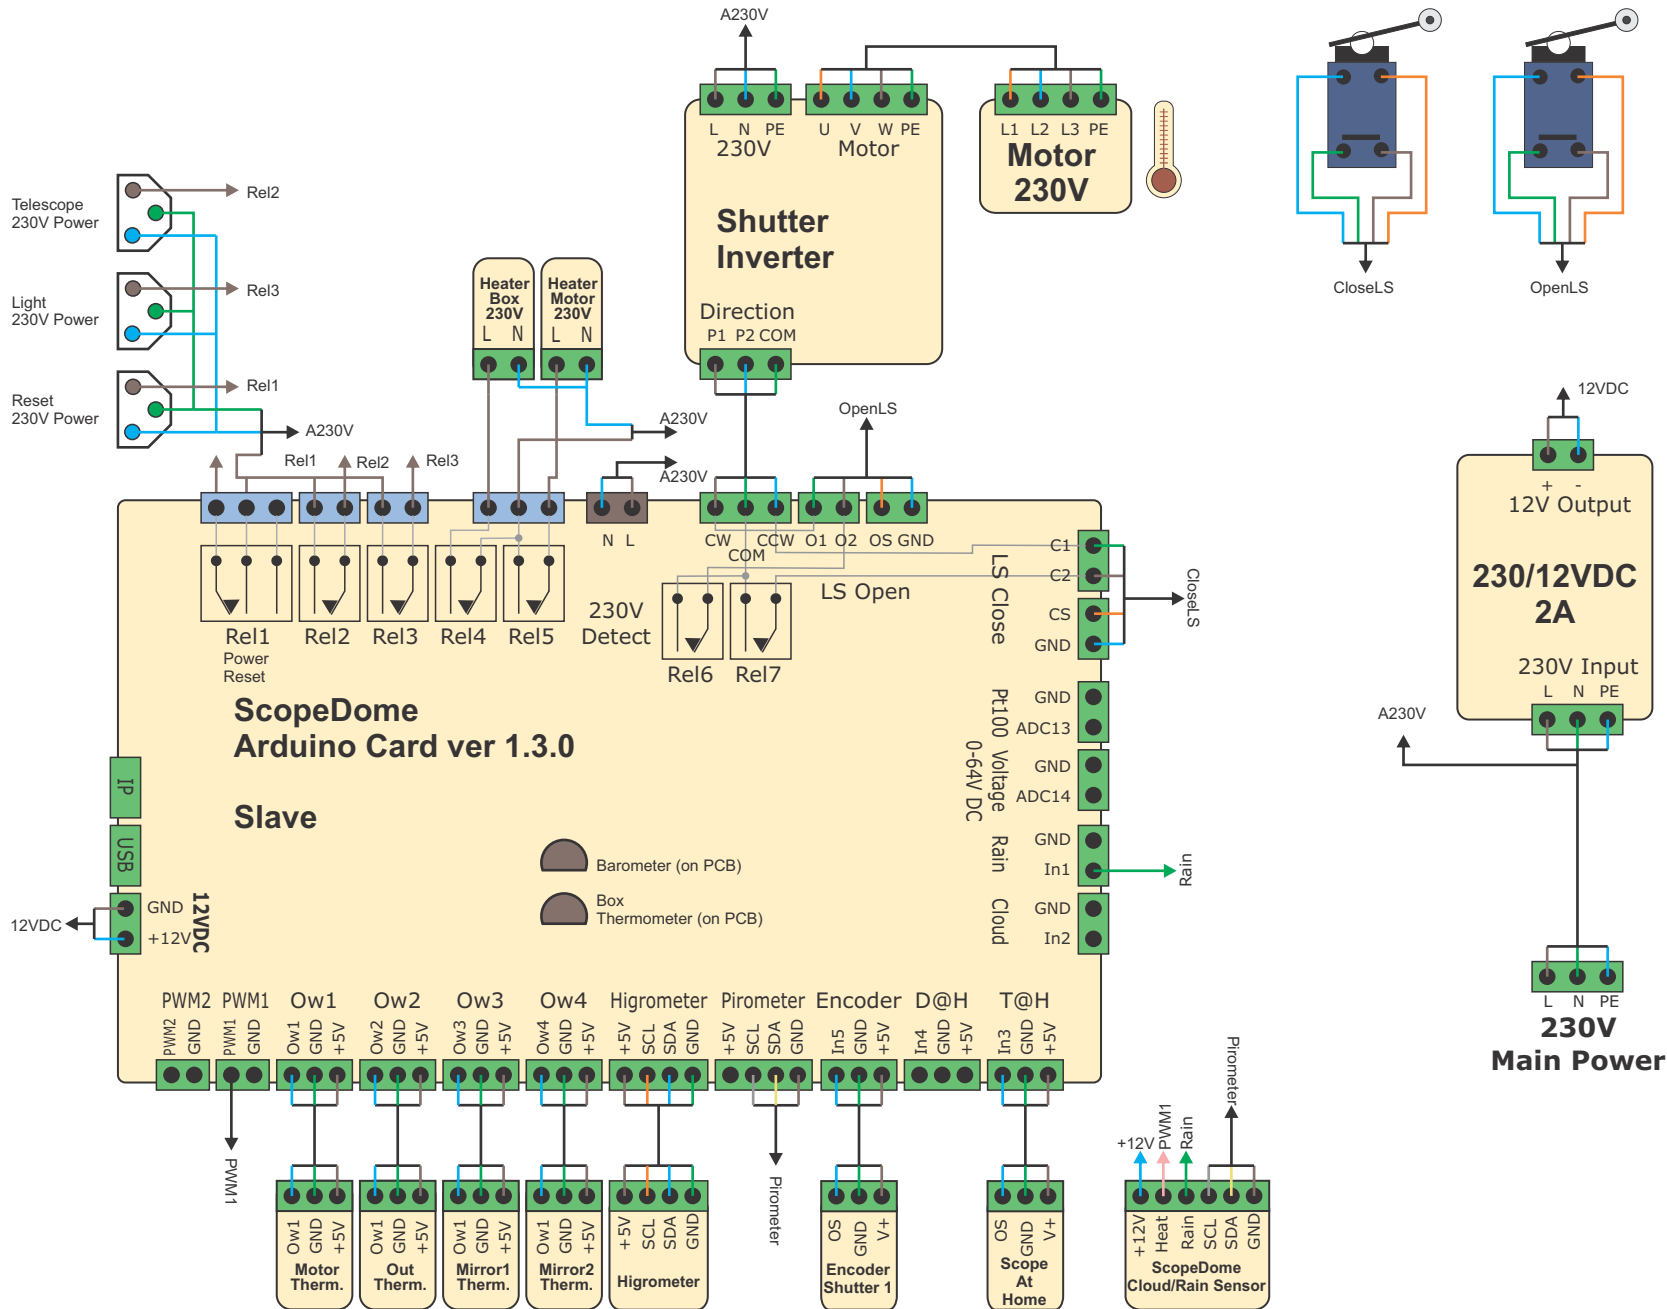 A230V
L N PE
230V
U V W PE
Motor
L1 L2 L3 PE
Motor
230V
Shutter
Inverter
Direction
P1 P2 COM
CloseLS
OpenLS
Telescope
230V Power
Rel2
Light
230V Power
Rel3
Reset
230V Power
Rel1
A230V
Heater
Box
230V
L N
Heater
Motor
230V
L N
A230V
A230V
OpenLS
Rel1
Rel2
Rel3
12VDC
+ -
12V Output
230/12VDC
2A
230V Input
L N PE
A230V
L N PE
230V
Main Power
N L
230V
Detect
CW
COM
CCW
O1 O2 OS GND
LS Open
C1
C2
CS
GND
LS Close
CloseLS
Rel1
Power
Reset
Rel2
Rel3
Rel4
Rel5
Rel6
Rel7
ScopeDome
Arduino Card ver 1.3.0
Slave
Barometer (on PCB)
Box
Thermometer (on PCB)
IP
USB
12VDC
GND
+12V
12VDC
GND
ADC13
Pt100
GND
ADC14
Voltage
0-64V DC
GND
In1
Rain
Rain
GND
In2
Cloud
PWM2
PWM2
GND
PWM1
PWM1
GND
Ow1
Ow1
GND
+5V
Ow2
Ow2
GND
+5V
Ow3
Ow3
GND
+5V
Ow4
Ow4
GND
+5V
Higrometer
+5V
SCL
SDA
GND
Pirometer
+5V
SCL
SDA
GND
Encoder
In5
GND
+5V
D@H
In4
GND
+5V
T@H
In3
GND
+5V
PWM1
Ow1
GND
+5V
Motor
Therm.
Ow1
GND
+5V
Out
Therm.
Ow1
GND
+5V
Mirror1
Therm.
Ow1
GND
+5V
Mirror2
Therm.
+5V
SCL
SDA
GND
Higrometer
Pirometer
OS
GND
V+
Encoder
Shutter 1
OS
GND
V+
Scope
At
Home
+12V
PWM1
Rain
Pirometer
+12V
Heat
Rain
SCL
SDA
GND
ScopeDome
Cloud/Rain Sensor